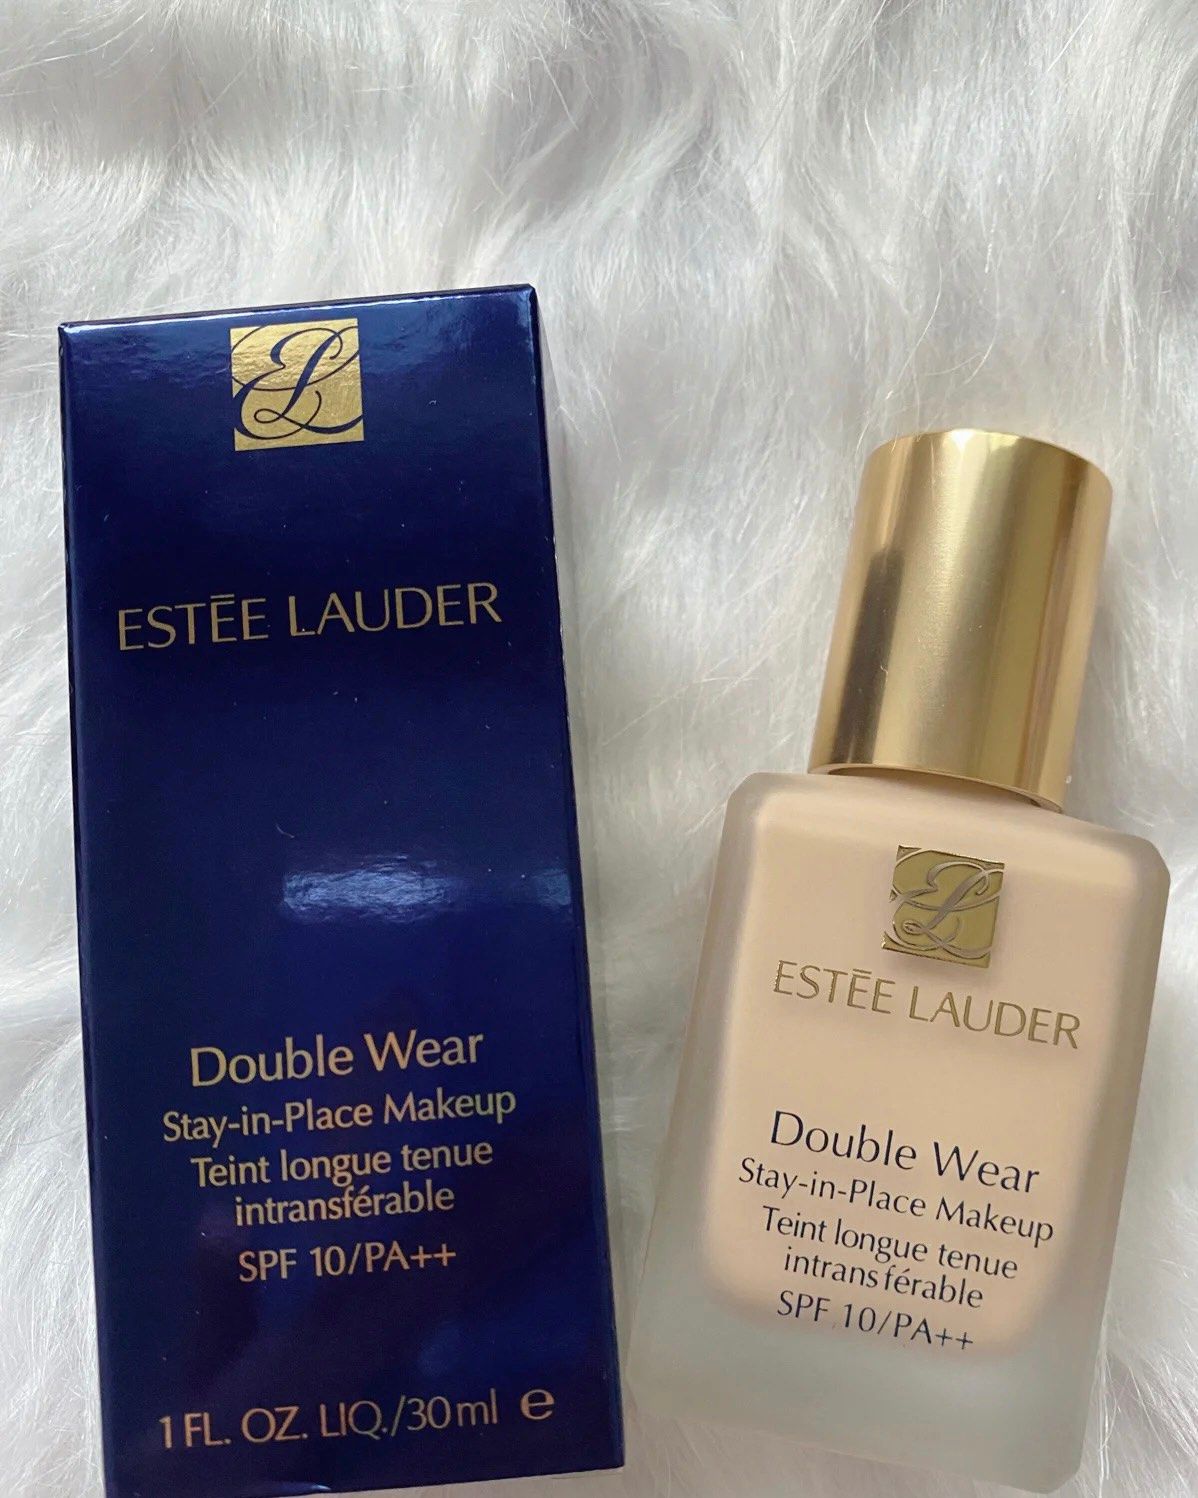 ESTĒE LAUDER
Double Wear
Stay-in-Place Makeup
Teint longue tenue
intransférable
SPF 10/PA++
1 FL. OZ. LIQ./30ml e
ESTĒE LAUDER
Double Wear
Stay-in-Place Makeup
Teint longue tenue
intransférable
SPF 10/PA++